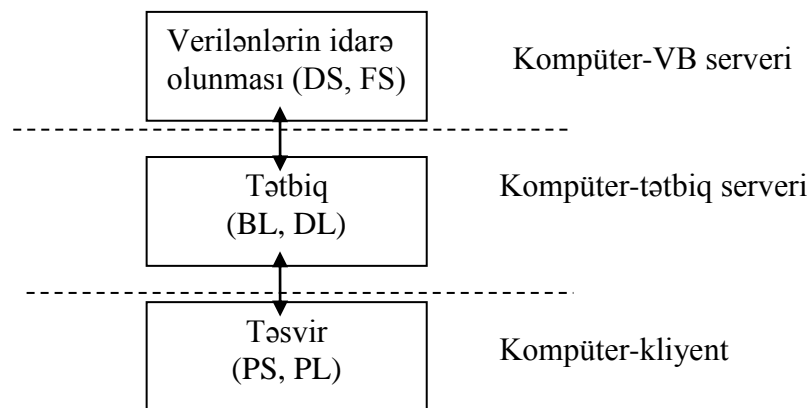 Verilənlərin idarə
olunması (DS, FS)
Kompüter-VB serveri
Tətbiq
(BL, DL)
Kompüter-tətbiq serveri
Təsvir
(PS, PL)
Kompüter-kliyent